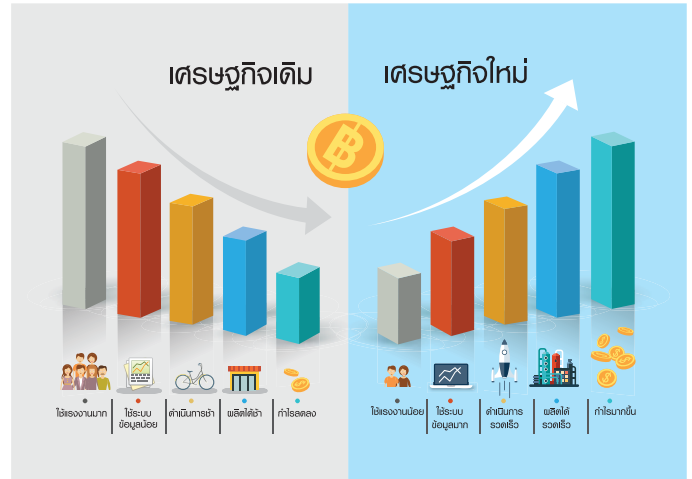 เศรษฐกิจเดิม
เศรษฐกิจใหม่
ใช้แรงงานมาก
ใช้ระบบ
ข้อมูลน้อย
ดำเนินการช้า
ผลิตได้ช้า
กำไรลดลง
ใช้แรงงานน้อย
ใช้ระบบ
ข้อมูลมาก
ดำเนินการ
รวดเร็ว
ผลิตได้
รวดเร็ว
กำไรมากขึ้น